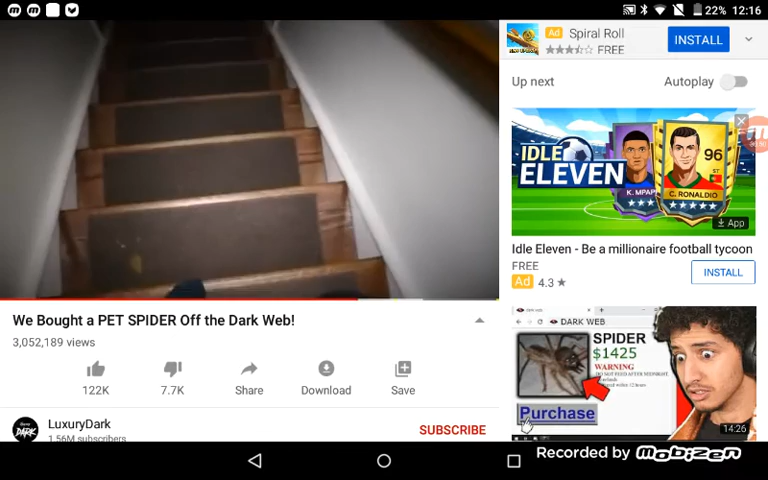 22% 12:16
Ad Spiral Roll
FREE
INSTALL
Up next
Autoplay
IDLE
ELEVEN
96
ST
K. MPAP
C. RONALDIO
App
Idle Eleven - Be a millionaire football tycoon
FREE
Ad 4.3 ★
INSTALL
We Bought a PET SPIDER Off the Dark Web!
3,052,189 views
122K
7.7K
Share
Download
Save
LuxuryDark
1.56M subscribers
SUBSCRIBE
DARK WEB
SPIDER
$1425
WARNING
Purchase
14:26
Recorded by MOBIZEN